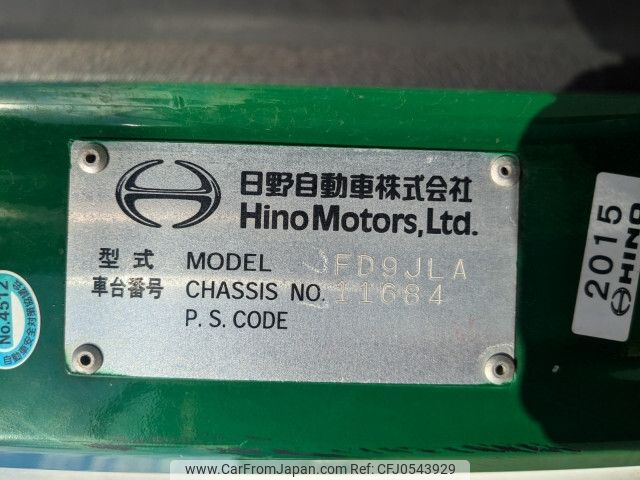 日野自動車株式会社
Hino Motors, Ltd.
型式 MODEL FD9JLA
車台番号 CHASSIS NO. 11684
P. S. CODE
2015
HINO
No.4512
www.CarFromJapan.com | Ref. No. CFJ0543929